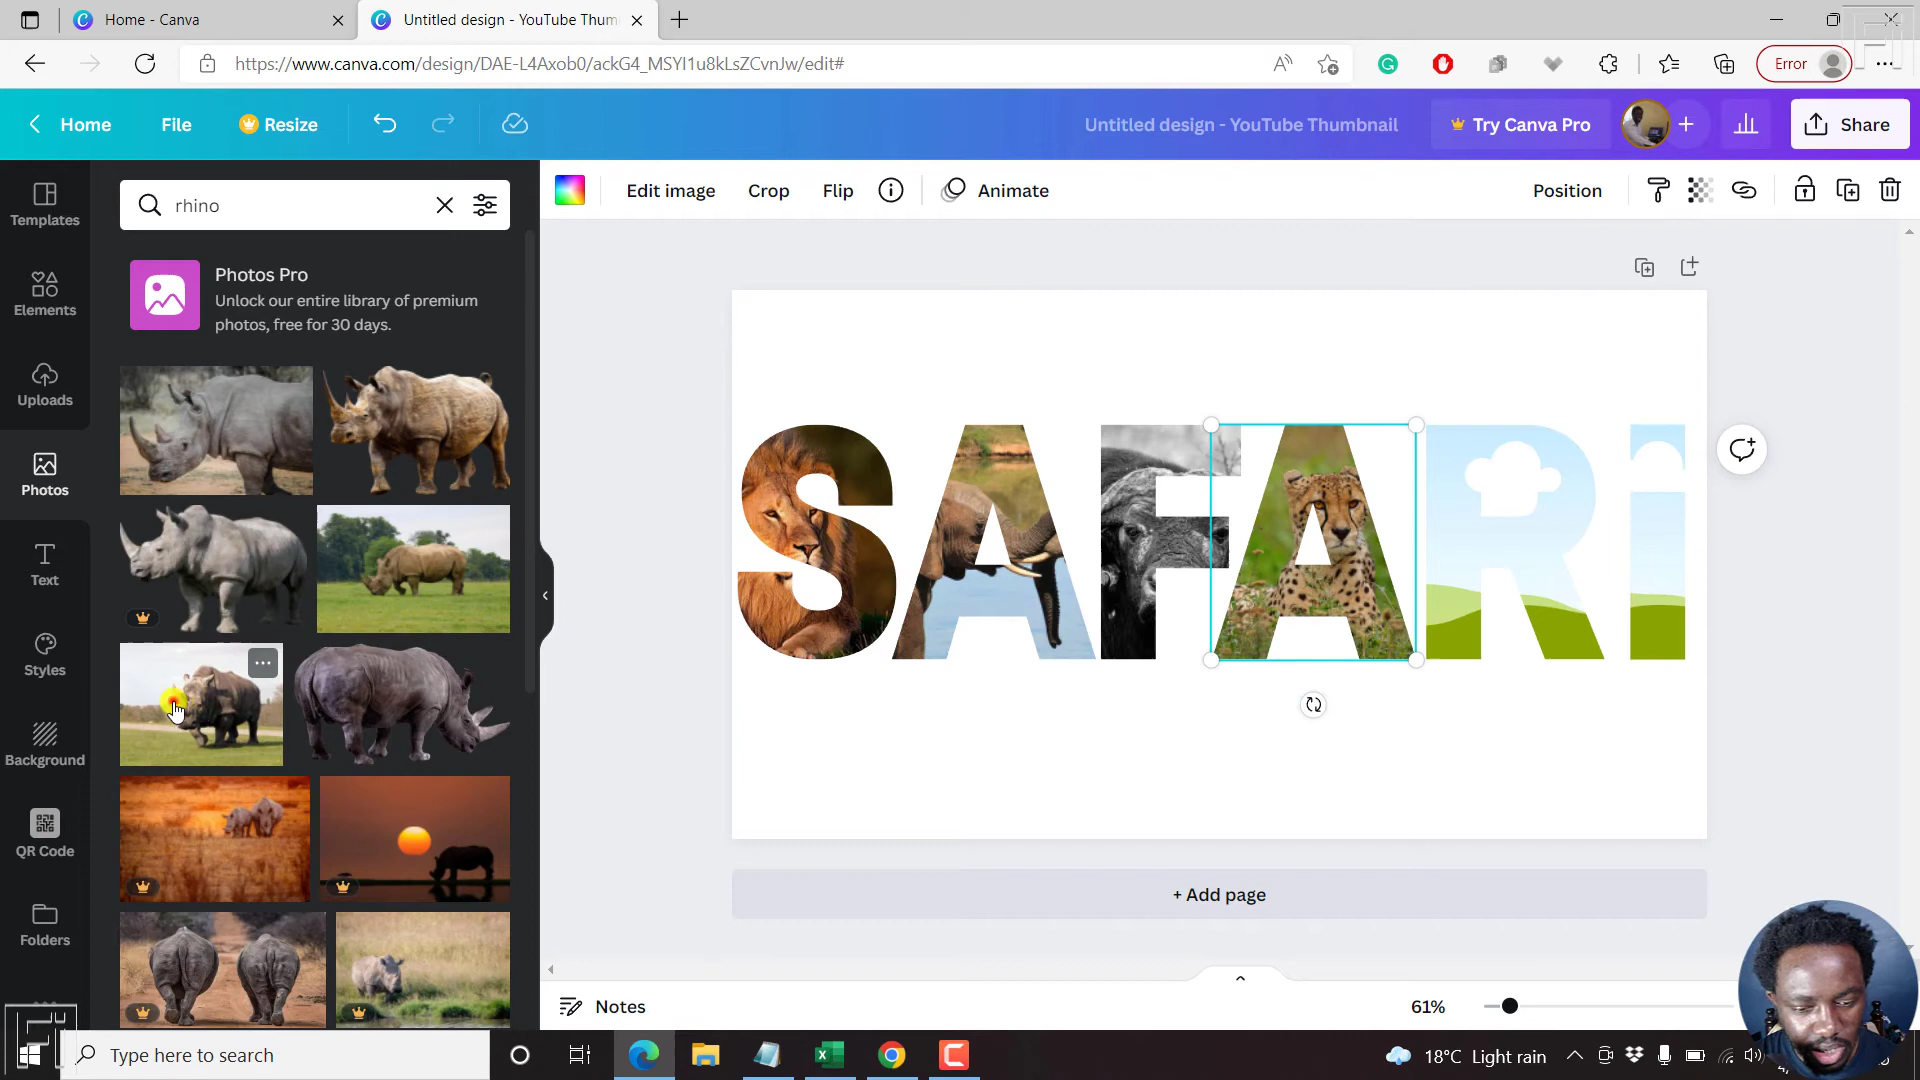 Home - Canva
Untitled design - YouTube Thum
https://www.canva.com/design/DAE-L4Axob0/ackG4_MSYI1u8kLsZCvnJw/edit#
Error
Home
File
Resize
Untitled design - YouTube Thumbnail
Try Canva Pro
Share
Templates
Elements
Uploads
Photos
Text
Styles
Background
QR Code
Folders
rhino
Photos Pro
Unlock our entire library of premium
photos, free for 30 days.
Edit image
Crop
Flip
Animate
Position
SAFARi
+ Add page
Notes
61%
Type here to search
18°C Light rain